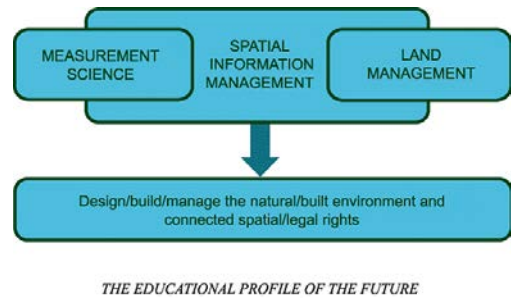 MEASUREMENT
SCIENCE
SPATIAL
INFORMATION
MANAGEMENT
LAND
MANAGEMENT
Design/build/manage the natural/built environment and
connected spatial/legal rights
THE EDUCATIONAL PROFILE OF THE FUTURE